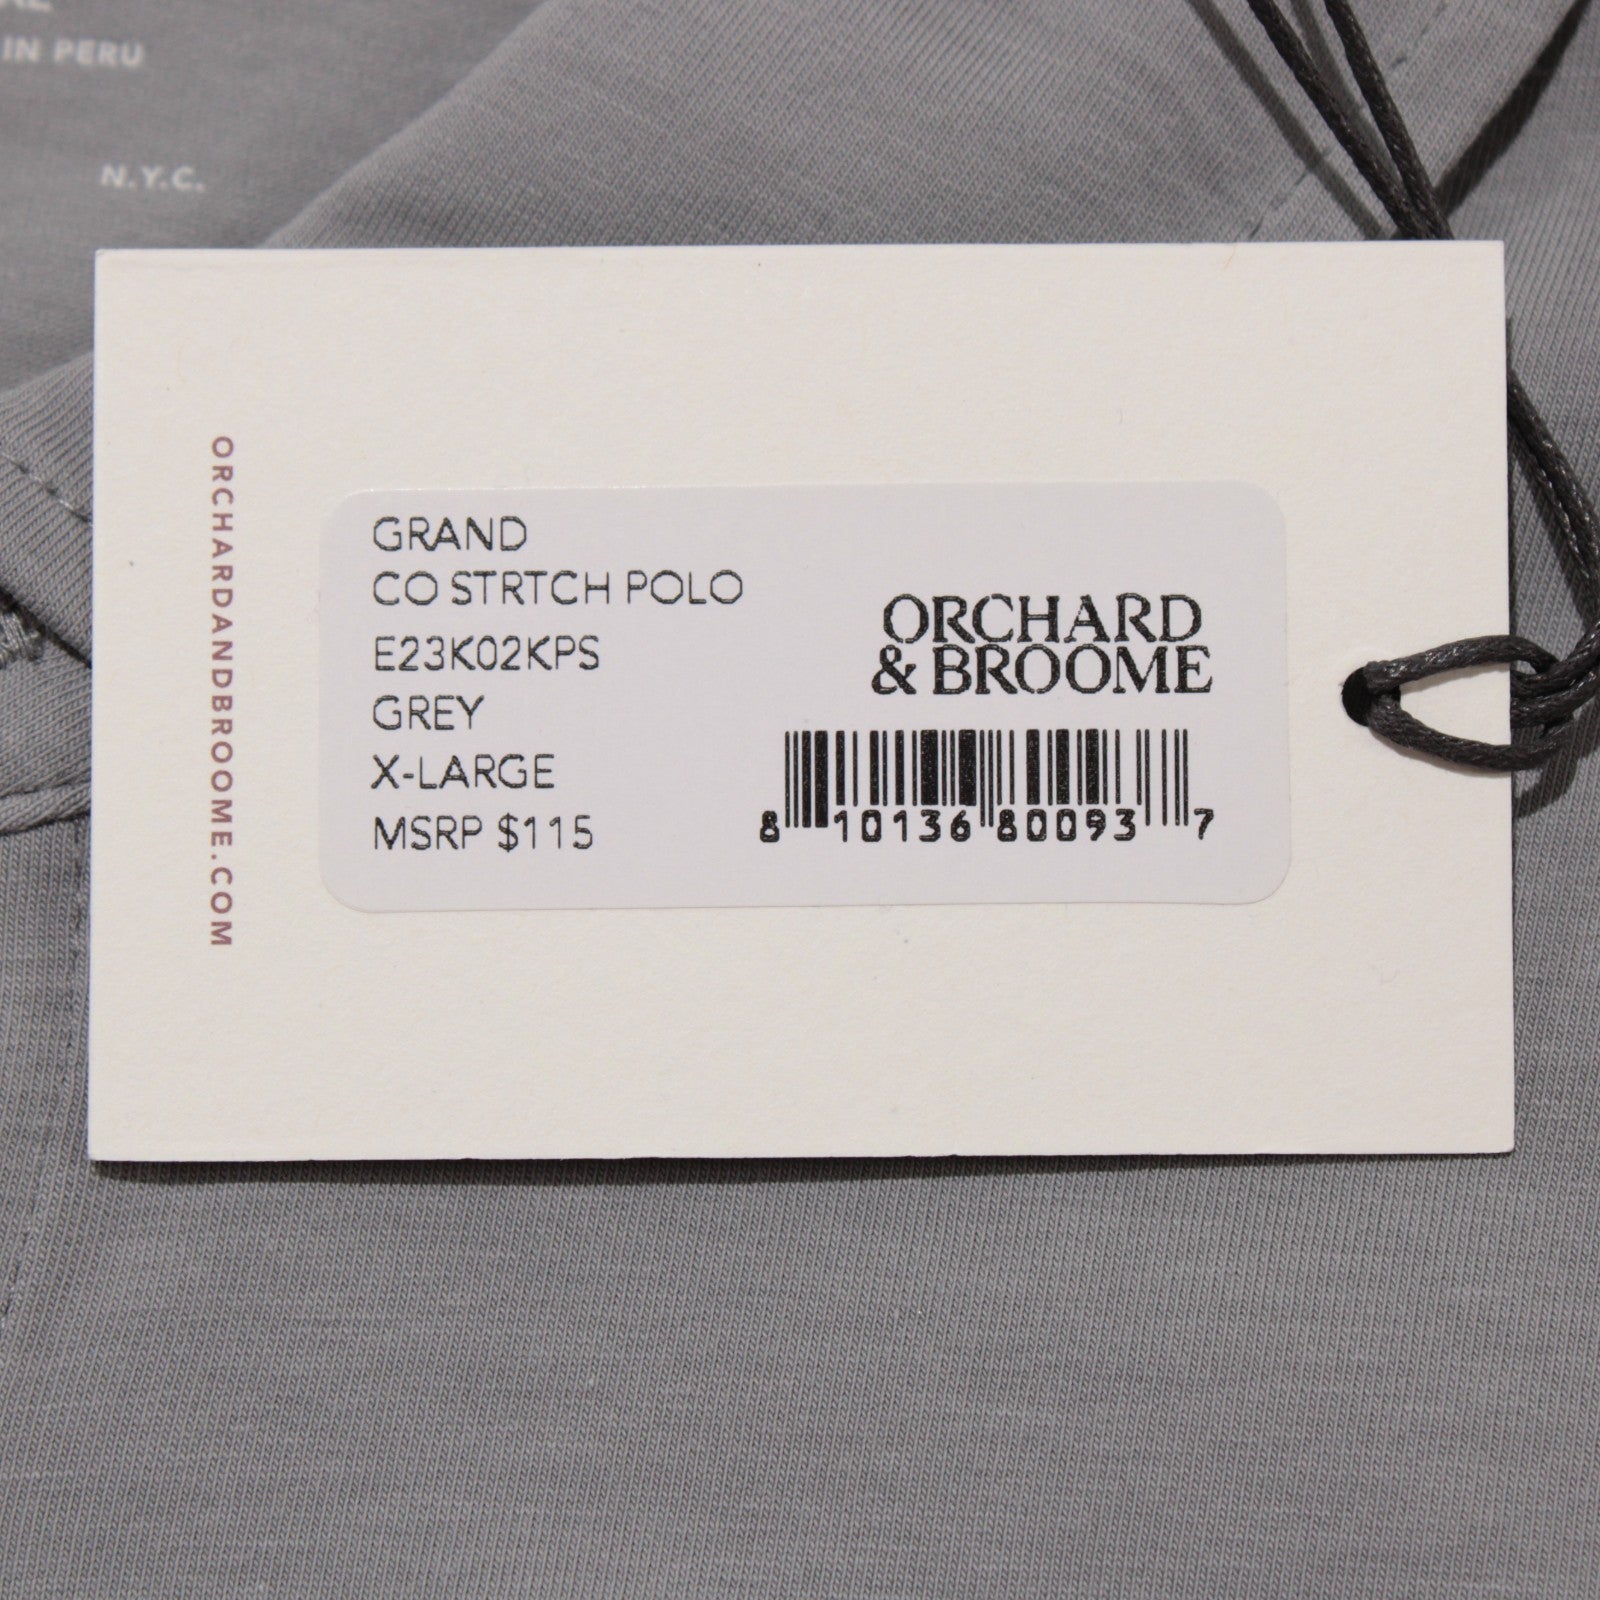 IN PERU
N.Y.C.
ORCHARDANDBROOME.COM
GRAND
CO STRTCH POLO
E23K02KPS
GREY
X-LARGE
MSRP $115
ORCHARD
& BROOME
8 10136 80093 7